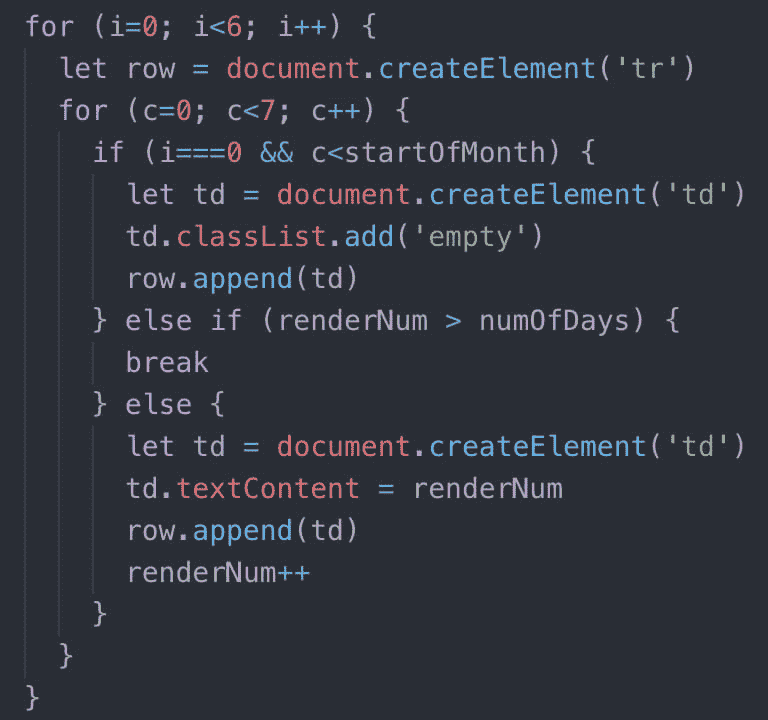 for (i=0; i<6; i++) {
  let row = document.createElement('tr')
  for (c=0; c<7; c++) {
    if (i===0 && c<startOfMonth) {
      let td = document.createElement('td')
      td.classList.add('empty')
      row.append(td)
    } else if (renderNum > numOfDays) {
      break
    } else {
      let td = document.createElement('td')
      td.textContent = renderNum
      row.append(td)
      renderNum++
    }
  }
}